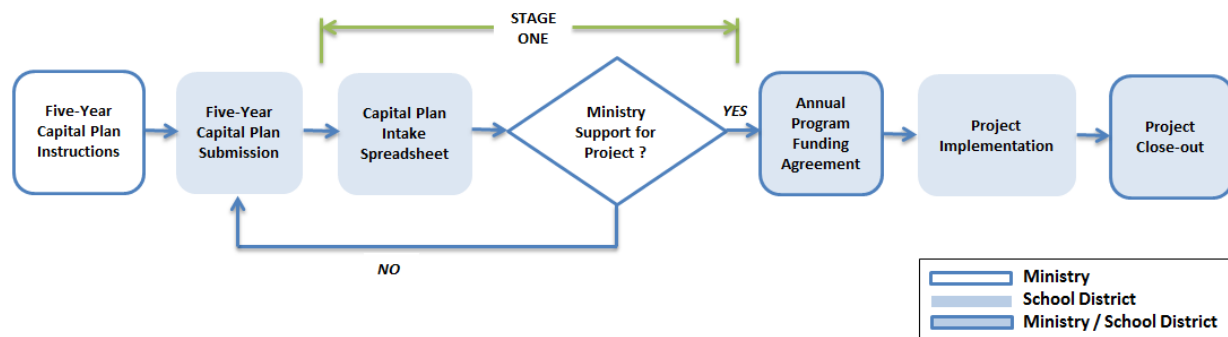 STAGE
ONE
Five-Year
Capital Plan
Instructions
Five-Year
Capital Plan
Submission
Capital Plan
Intake
Spreadsheet
Ministry
Support for
Project ?
YES
Annual
Program
Funding
Agreement
Project
Implementation
Project
Close-out
NO
Ministry
School District
Ministry / School District